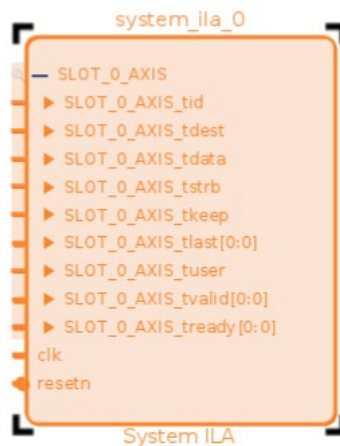 system_ila_0
SLOT_0_AXIS
SLOT_0_AXIS_tid
SLOT_0_AXIS_tdest
SLOT_0_AXIS_tdata
SLOT_0_AXIS_tstrb
SLOT_0_AXIS_tkeep
SLOT_0_AXIS_tlast[0:0]
SLOT_0_AXIS_tuser
SLOT_0_AXIS_tvalid[0:0]
SLOT_0_AXIS_tready[0:0]
clk
resetn
System ILA